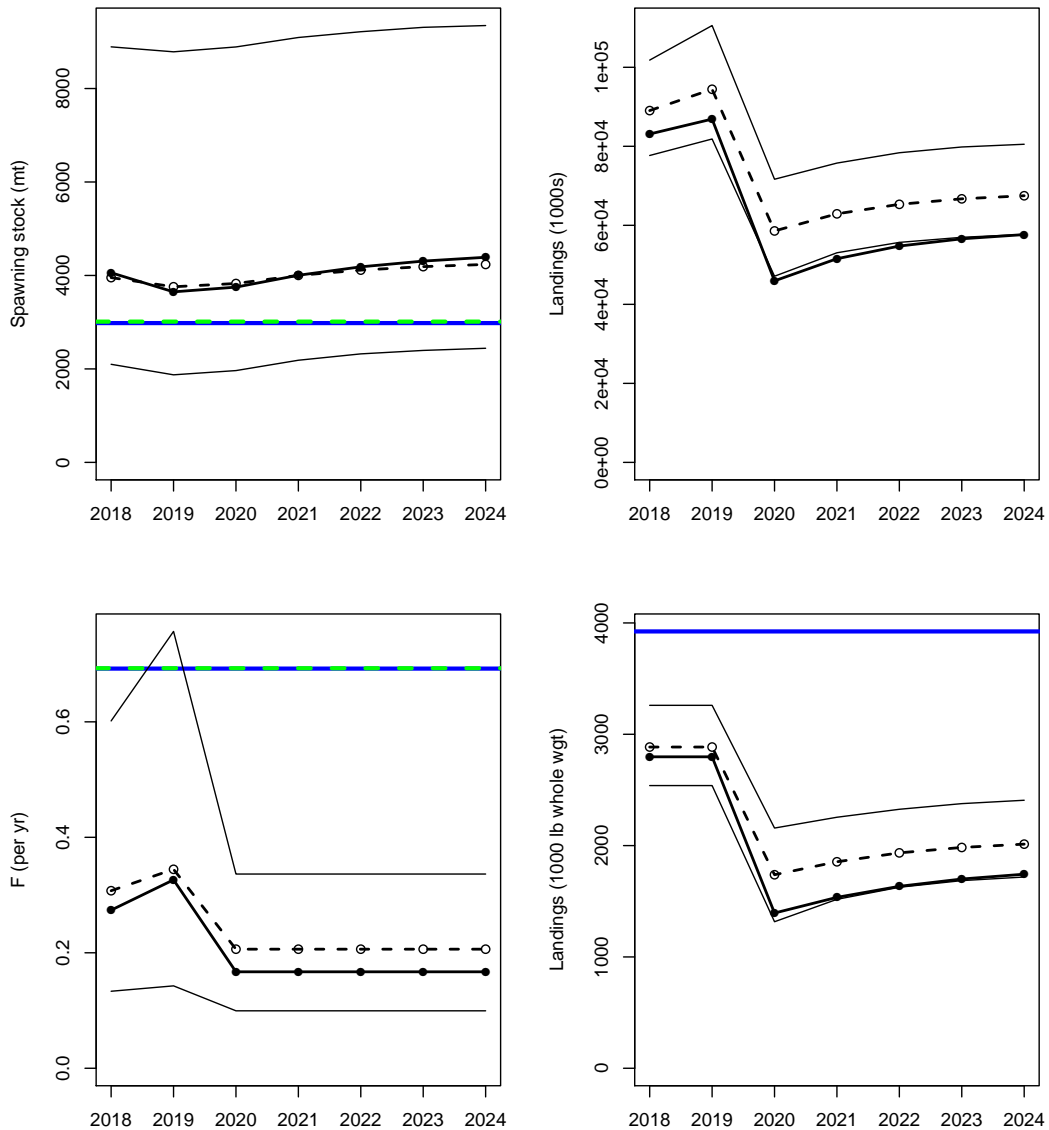 Spawning stock (mt)
8000
6000
4000
2000
0
2018 2019 2020 2021 2022 2023 2024
Landings (1000s)
1e+05
8e+04
6e+04
4e+04
2e+04
0e+00
2018 2019 2020 2021 2022 2023 2024
F (per yr)
0.6
0.4
0.2
0.0
2018 2019 2020 2021 2022 2023 2024
Landings (1000 lb whole wgt)
4000
3000
2000
1000
0
2018 2019 2020 2021 2022 2023 2024